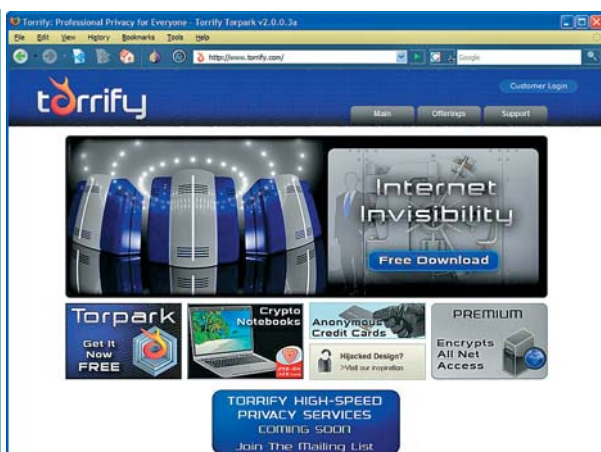 Torrify: Professional Privacy for Everyone - Torrify Torpark v2.0.0.3a
File Edit View History Bookmarks Tools Help
http://www.torrify.com/
Google
Customer Login
torrify
Main Offerings Support
Internet
Invisibility
Free Download
Torpark
Get It
Now
FREE
Crypto
Notebooks
Anonymous
Credit Cards
Hijacked Design?
>Visit our inspiration
PREMIUM
Encrypts
All Net
Access
TORRIFY HIGH-SPEED
PRIVACY SERVICES
COMING SOON
Join The Mailing List